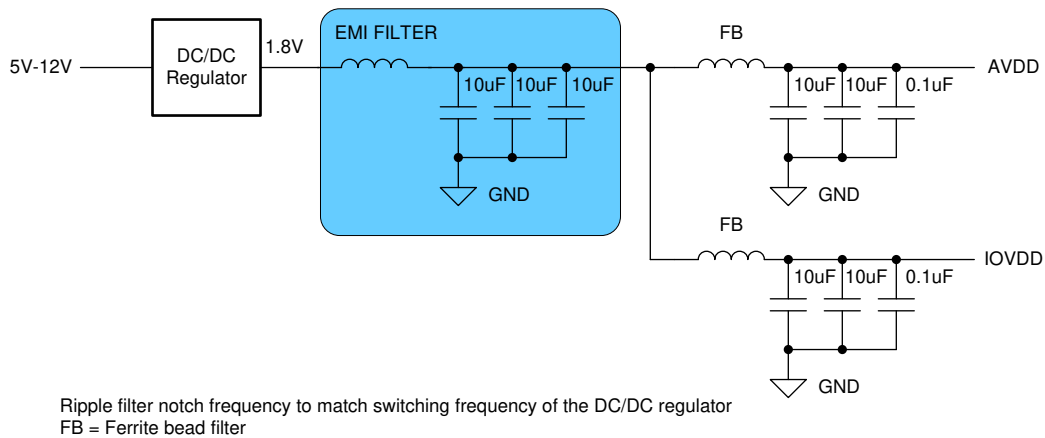 EMI FILTER
FB
5V-12V
DC/DC
Regulator
1.8V
10uF
10uF
10uF
10uF
10uF
0.1uF
AVDD
GND
GND
FB
10uF
10uF
0.1uF
IOVDD
GND
Ripple filter notch frequency to match switching frequency of the DC/DC regulator
FB = Ferrite bead filter